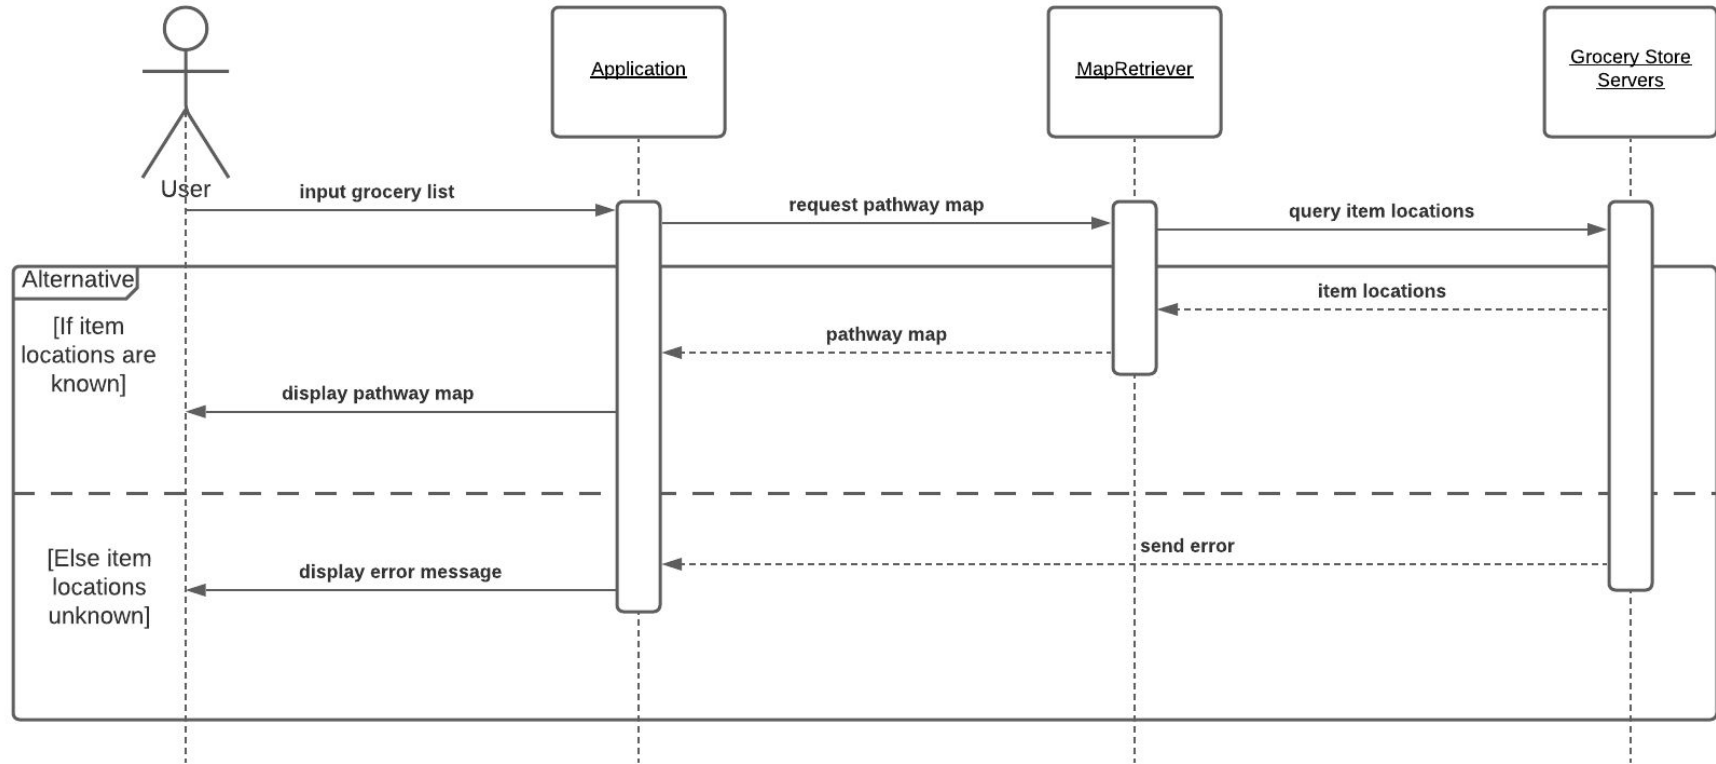 Application
MapRetriever
Grocery Store
Servers
User
input grocery list
request pathway map
query item locations
Alternative
item locations
[If item
locations are
known]
pathway map
display pathway map
send error
[Else item
locations
unknown]
display error message